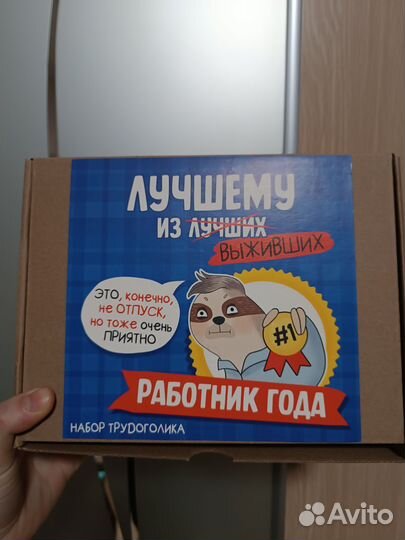 ЛУЧШЕМУ
ИЗ ЛУЧШИХ
ВЫЖИВШИХ
ЭТО, конечно,
не ОТПУСК,
но тоже очень
ПРИЯТНО
#1
РАБОТНИК ГОДА
НАБОР ТРУДОГОЛИКА
Avito